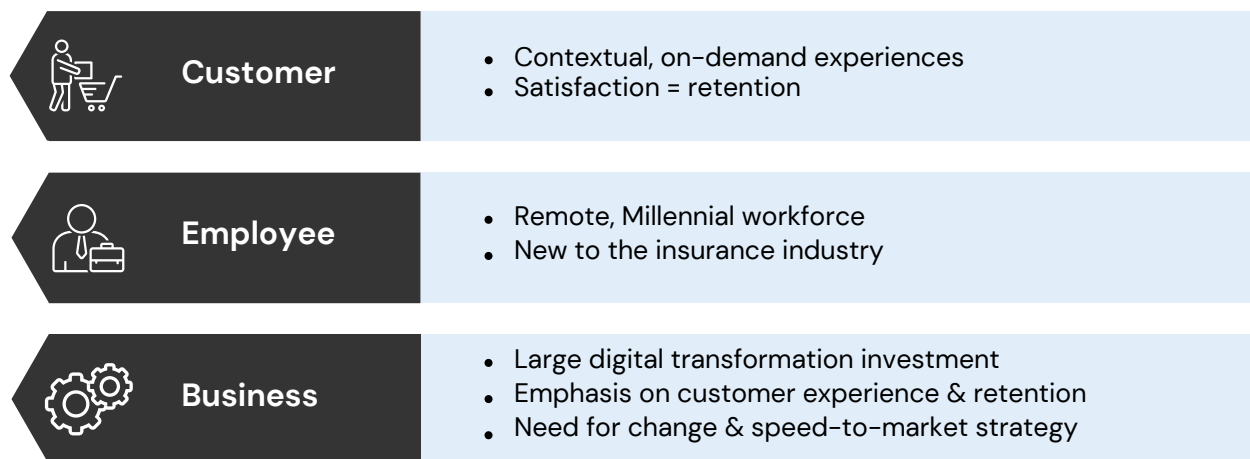 Customer
• Contextual, on-demand experiences
• Satisfaction = retention
Employee
• Remote, Millennial workforce
• New to the insurance industry
Business
• Large digital transformation investment
• Emphasis on customer experience & retention
• Need for change & speed-to-market strategy